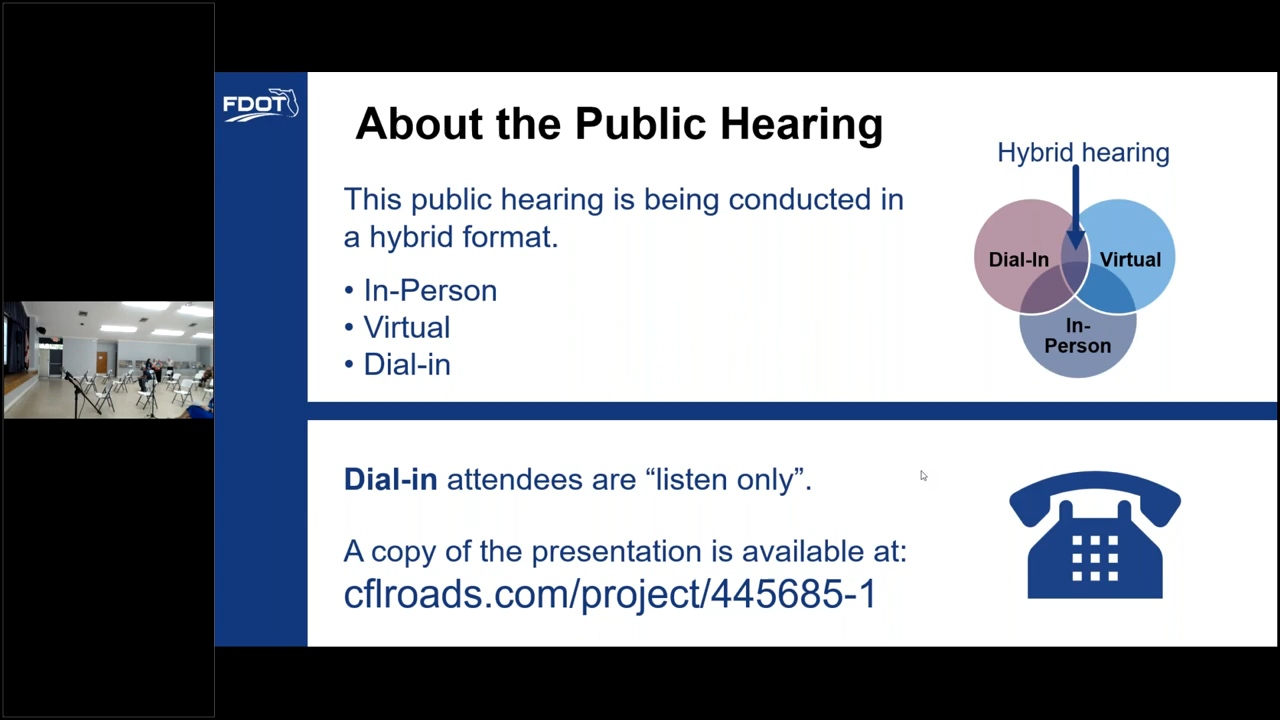 FDOT
About the Public Hearing
This public hearing is being conducted in
a hybrid format.
• In-Person
• Virtual
• Dial-in
Hybrid hearing
Dial-In
Virtual
In-
Person
Dial-in attendees are “listen only”.
A copy of the presentation is available at:
cflroads.com/project/445685-1